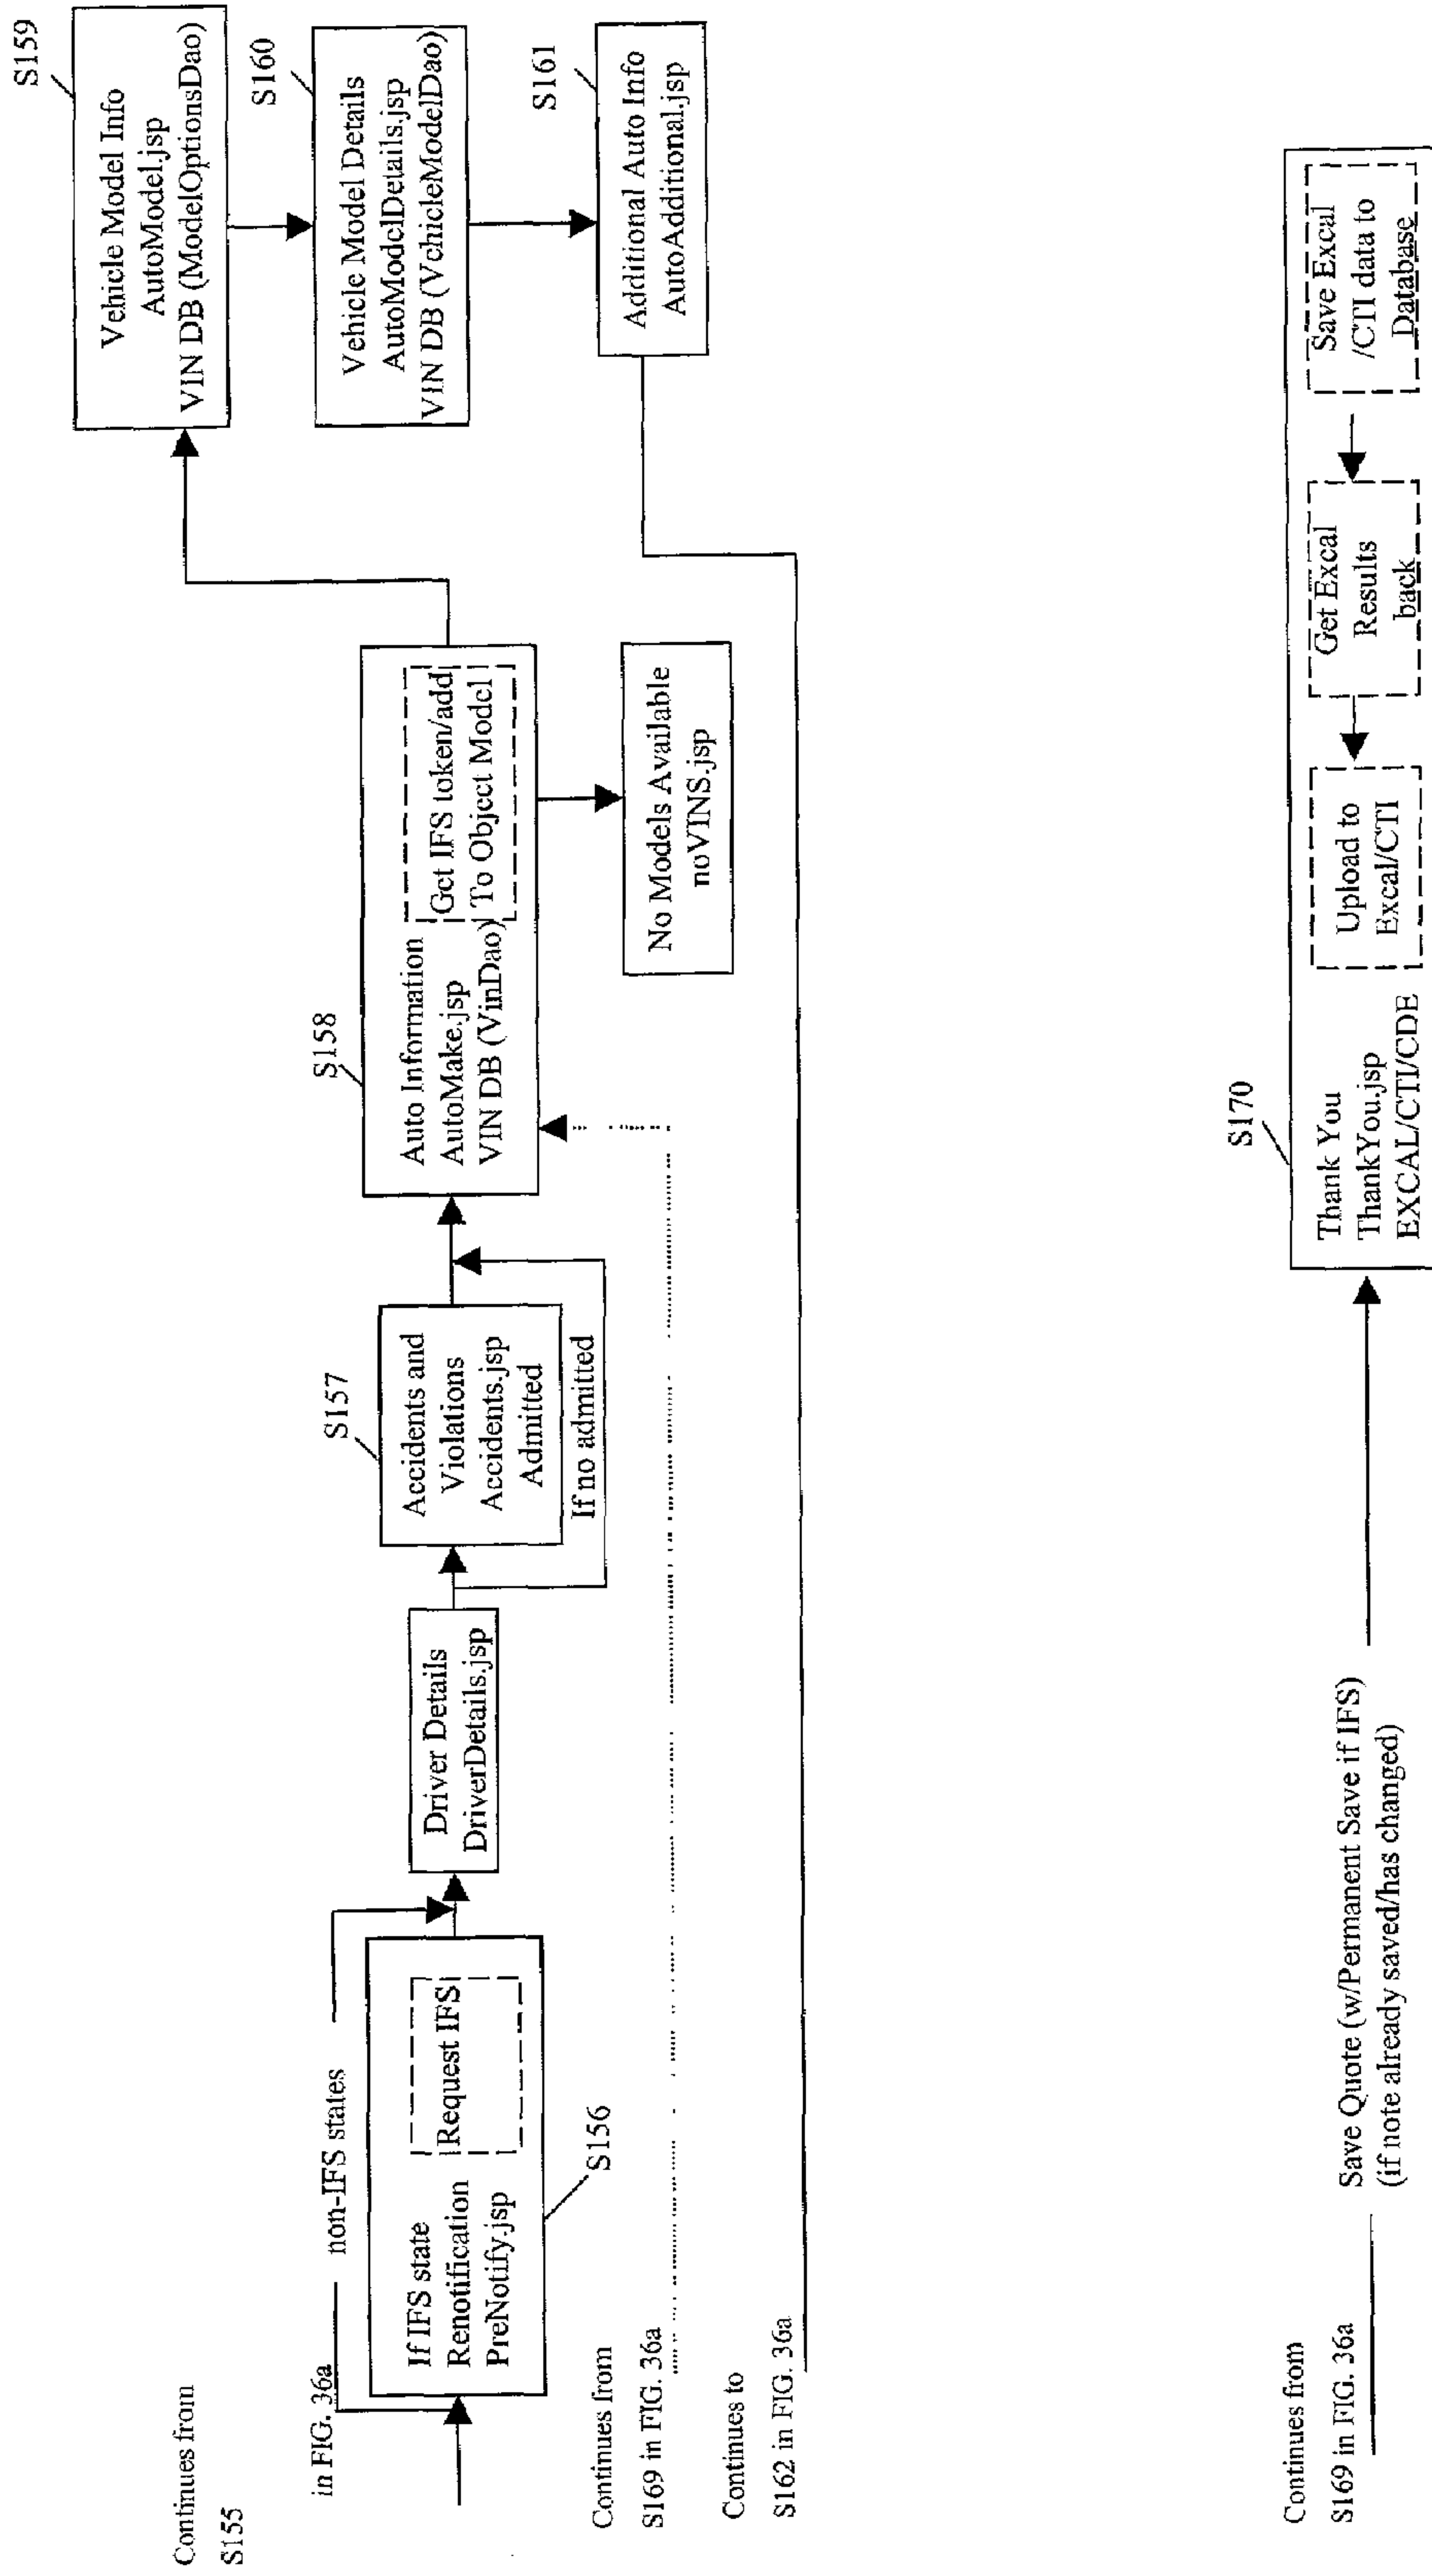 Continues from
S155
in FIG. 36a
non-IFS states
If IFS state
Renotification
PreNotify.jsp
Request IFS
S156
Driver Details
DriverDetails.jsp
S157
Accidents and
Violations
Accidents.jsp
Admitted
If no admitted
S158
Auto Information
AutoMake.jsp
VIN DB (VinDao)
Get IFS token/add
To Object Model
No Models Available
noVINS.jsp
S159
Vehicle Model Info
AutoModel.jsp
VIN DB (ModelOptionsDao)
S160
Vehicle Model Details
AutoModelDetails.jsp
VIN DB (VehicleModelDao)
S161
Additional Auto Info
AutoAdditional.jsp
Continues from
S169 in FIG. 36a
Continues to
S162 in FIG. 36a
Continues from
S169 in FIG. 36a
Save Quote (w/Permanent Save if IFS)
(if note already saved/has changed)
S170
Thank You
ThankYou.jsp
EXCAL/CTI/CDE
Upload to
Excal/CTI
Get Excal
Results
back
Save Excal
/CTI data to
Database